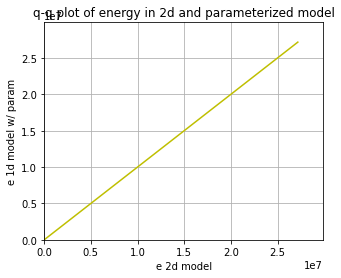 q-q plot of energy in 2d and parameterized model
1e7
2.5
2.0
1.5
1.0
0.5
0.0
e 1d model w/ param
0.0 0.5 1.0 1.5 2.0 2.5
1e7
e 2d model